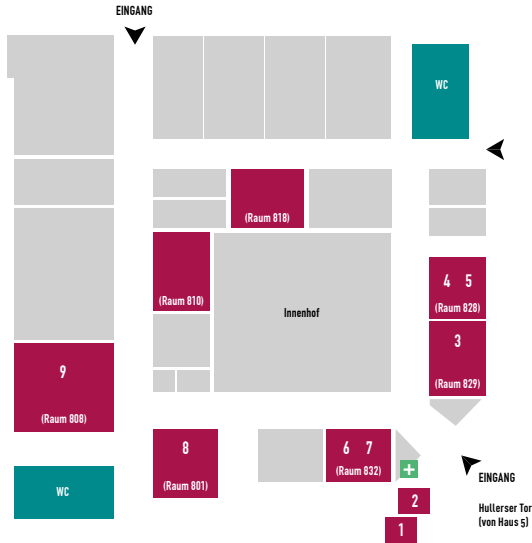 EINGANG
WC
(Raum 818)
(Raum 810)
Innenhof
4 5
(Raum 828)
3
(Raum 829)
9
(Raum 808)
8
(Raum 801)
6 7
(Raum 832)
WC
2
1
EINGANG
Hullerser Tor
(von Haus 5)